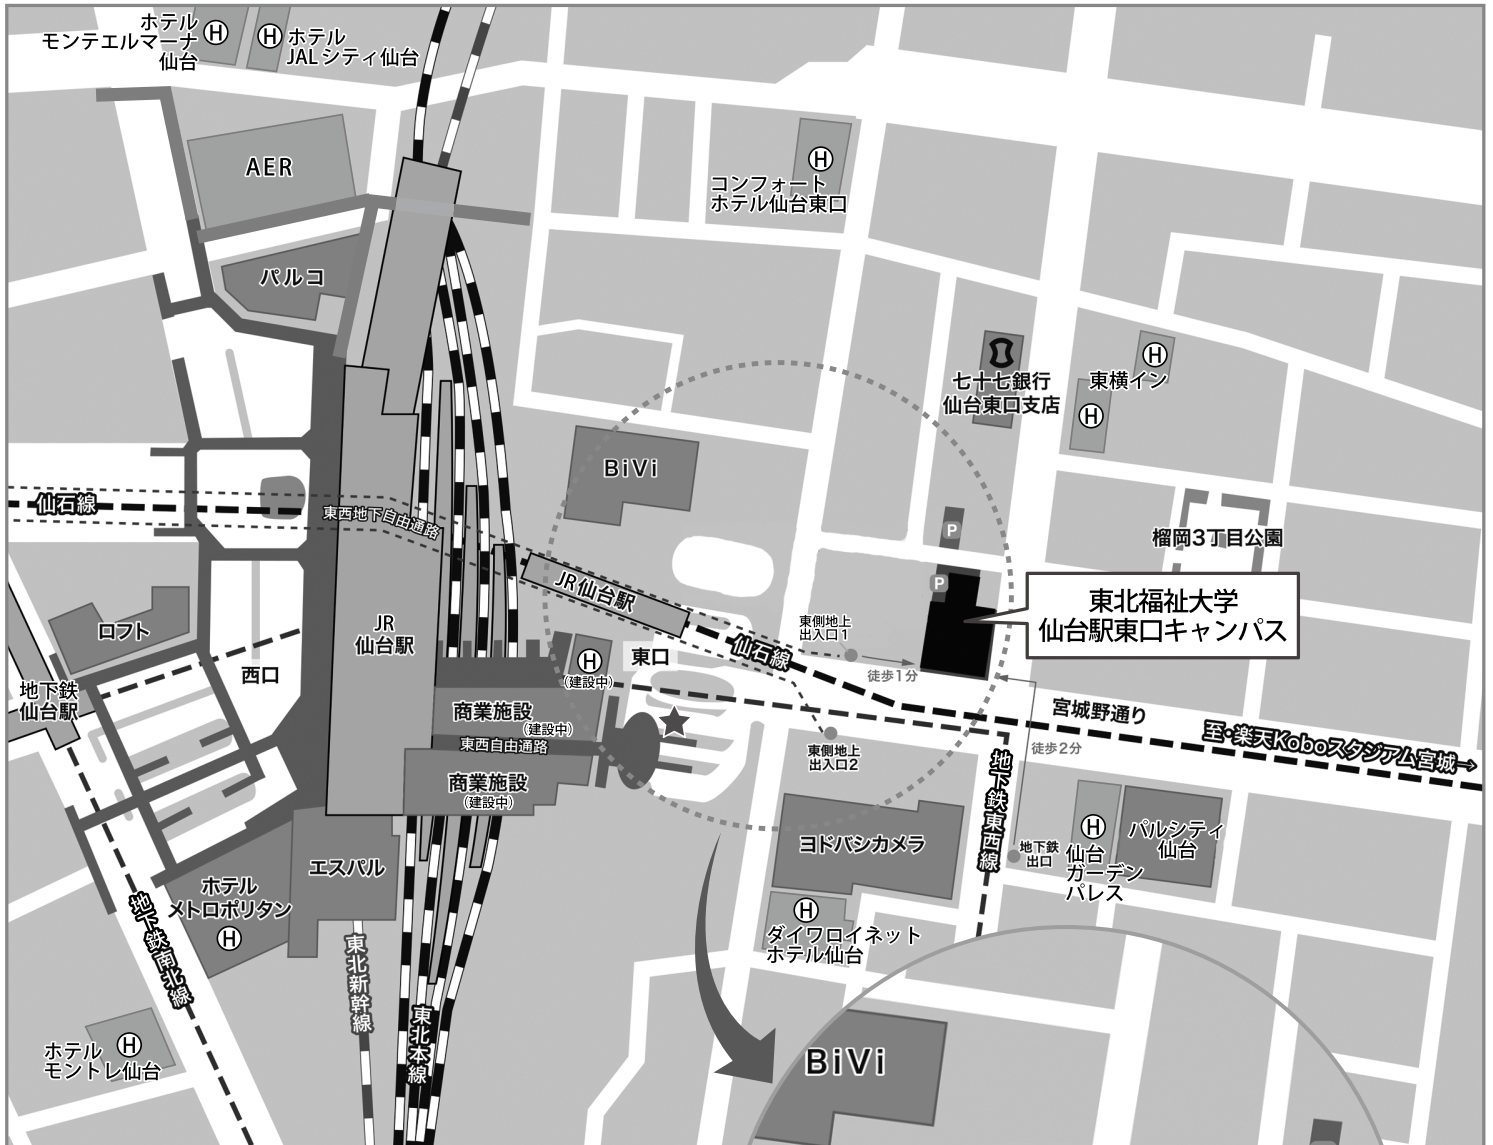 ホテル
モンテエルマーナ
仙台
H
H
ホテル
JALシティ仙台
AER
H
コンフォート
ホテル仙台東口
パルコ
七十七銀行
仙台東口支店
H
東横イン
H
BiVi
仙石線
東西地下自由通路
P
榴岡3丁目公園
P
JR仙台駅
東北福祉大学
仙台駅東口キャンパス
ロフト
JR
仙台駅
東側地上
出入口1
仙石線
東口
H
(建設中)
徒歩1分
西口
地下鉄
仙台駅
商業施設
(建設中)
宮城野通り
至・楽天Koboスタジアム宮城→
東西自由通路
東側地上
出入口2
徒歩2分
商業施設
(建設中)
地下鉄東西線
ヨドバシカメラ
H
仙台
ガーデン
パレス
パルシティ
仙台
地下鉄
出口
エスパル
ホテル
メトロポリタン
H
H
ダイワロイネット
ホテル仙台
地下鉄南北線
東北新幹線
東北本線
H
ホテル
モントレ仙台
BiVi